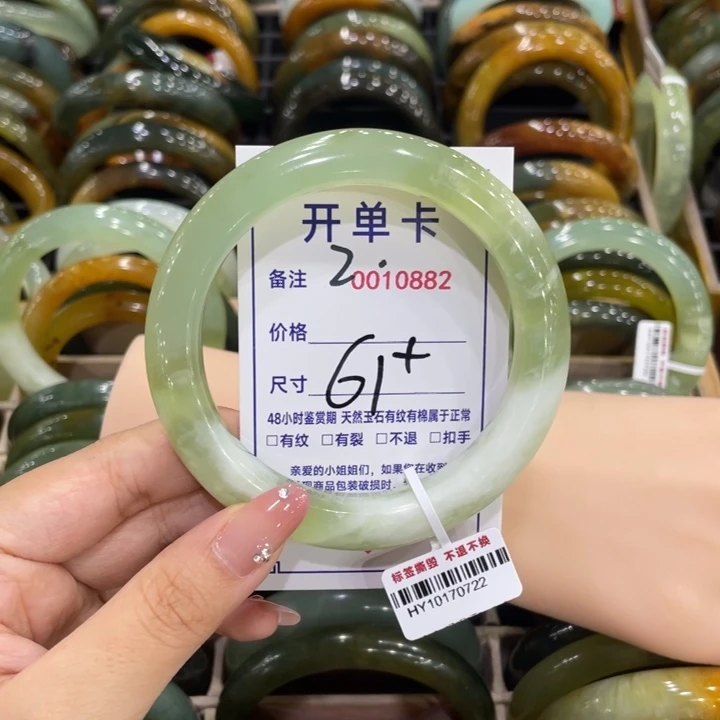 开单卡
备注 2. 0010882
价格
尺寸 61+
48小时鉴赏期 天然玉石有纹有棉属于正常
□有纹 □有裂 □不退 □扣手
亲爱的小姐姐们，如果您在收到
现商品包装破损时，
标签撕毁 不退不换
HY10170722